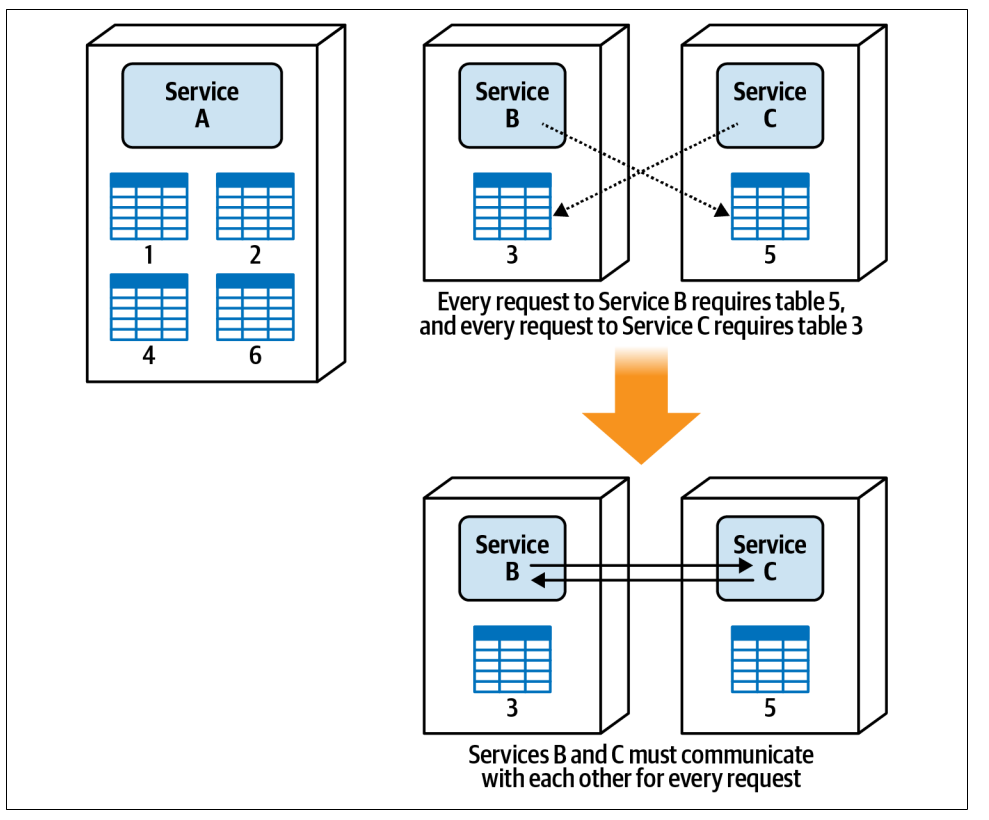 Service
A
1
2
4
6
Service
B
3
Service
C
5
Every request to Service B requires table 5,
and every request to Service C requires table 3
Service
B
3
Service
C
5
Services B and C must communicate
with each other for every request